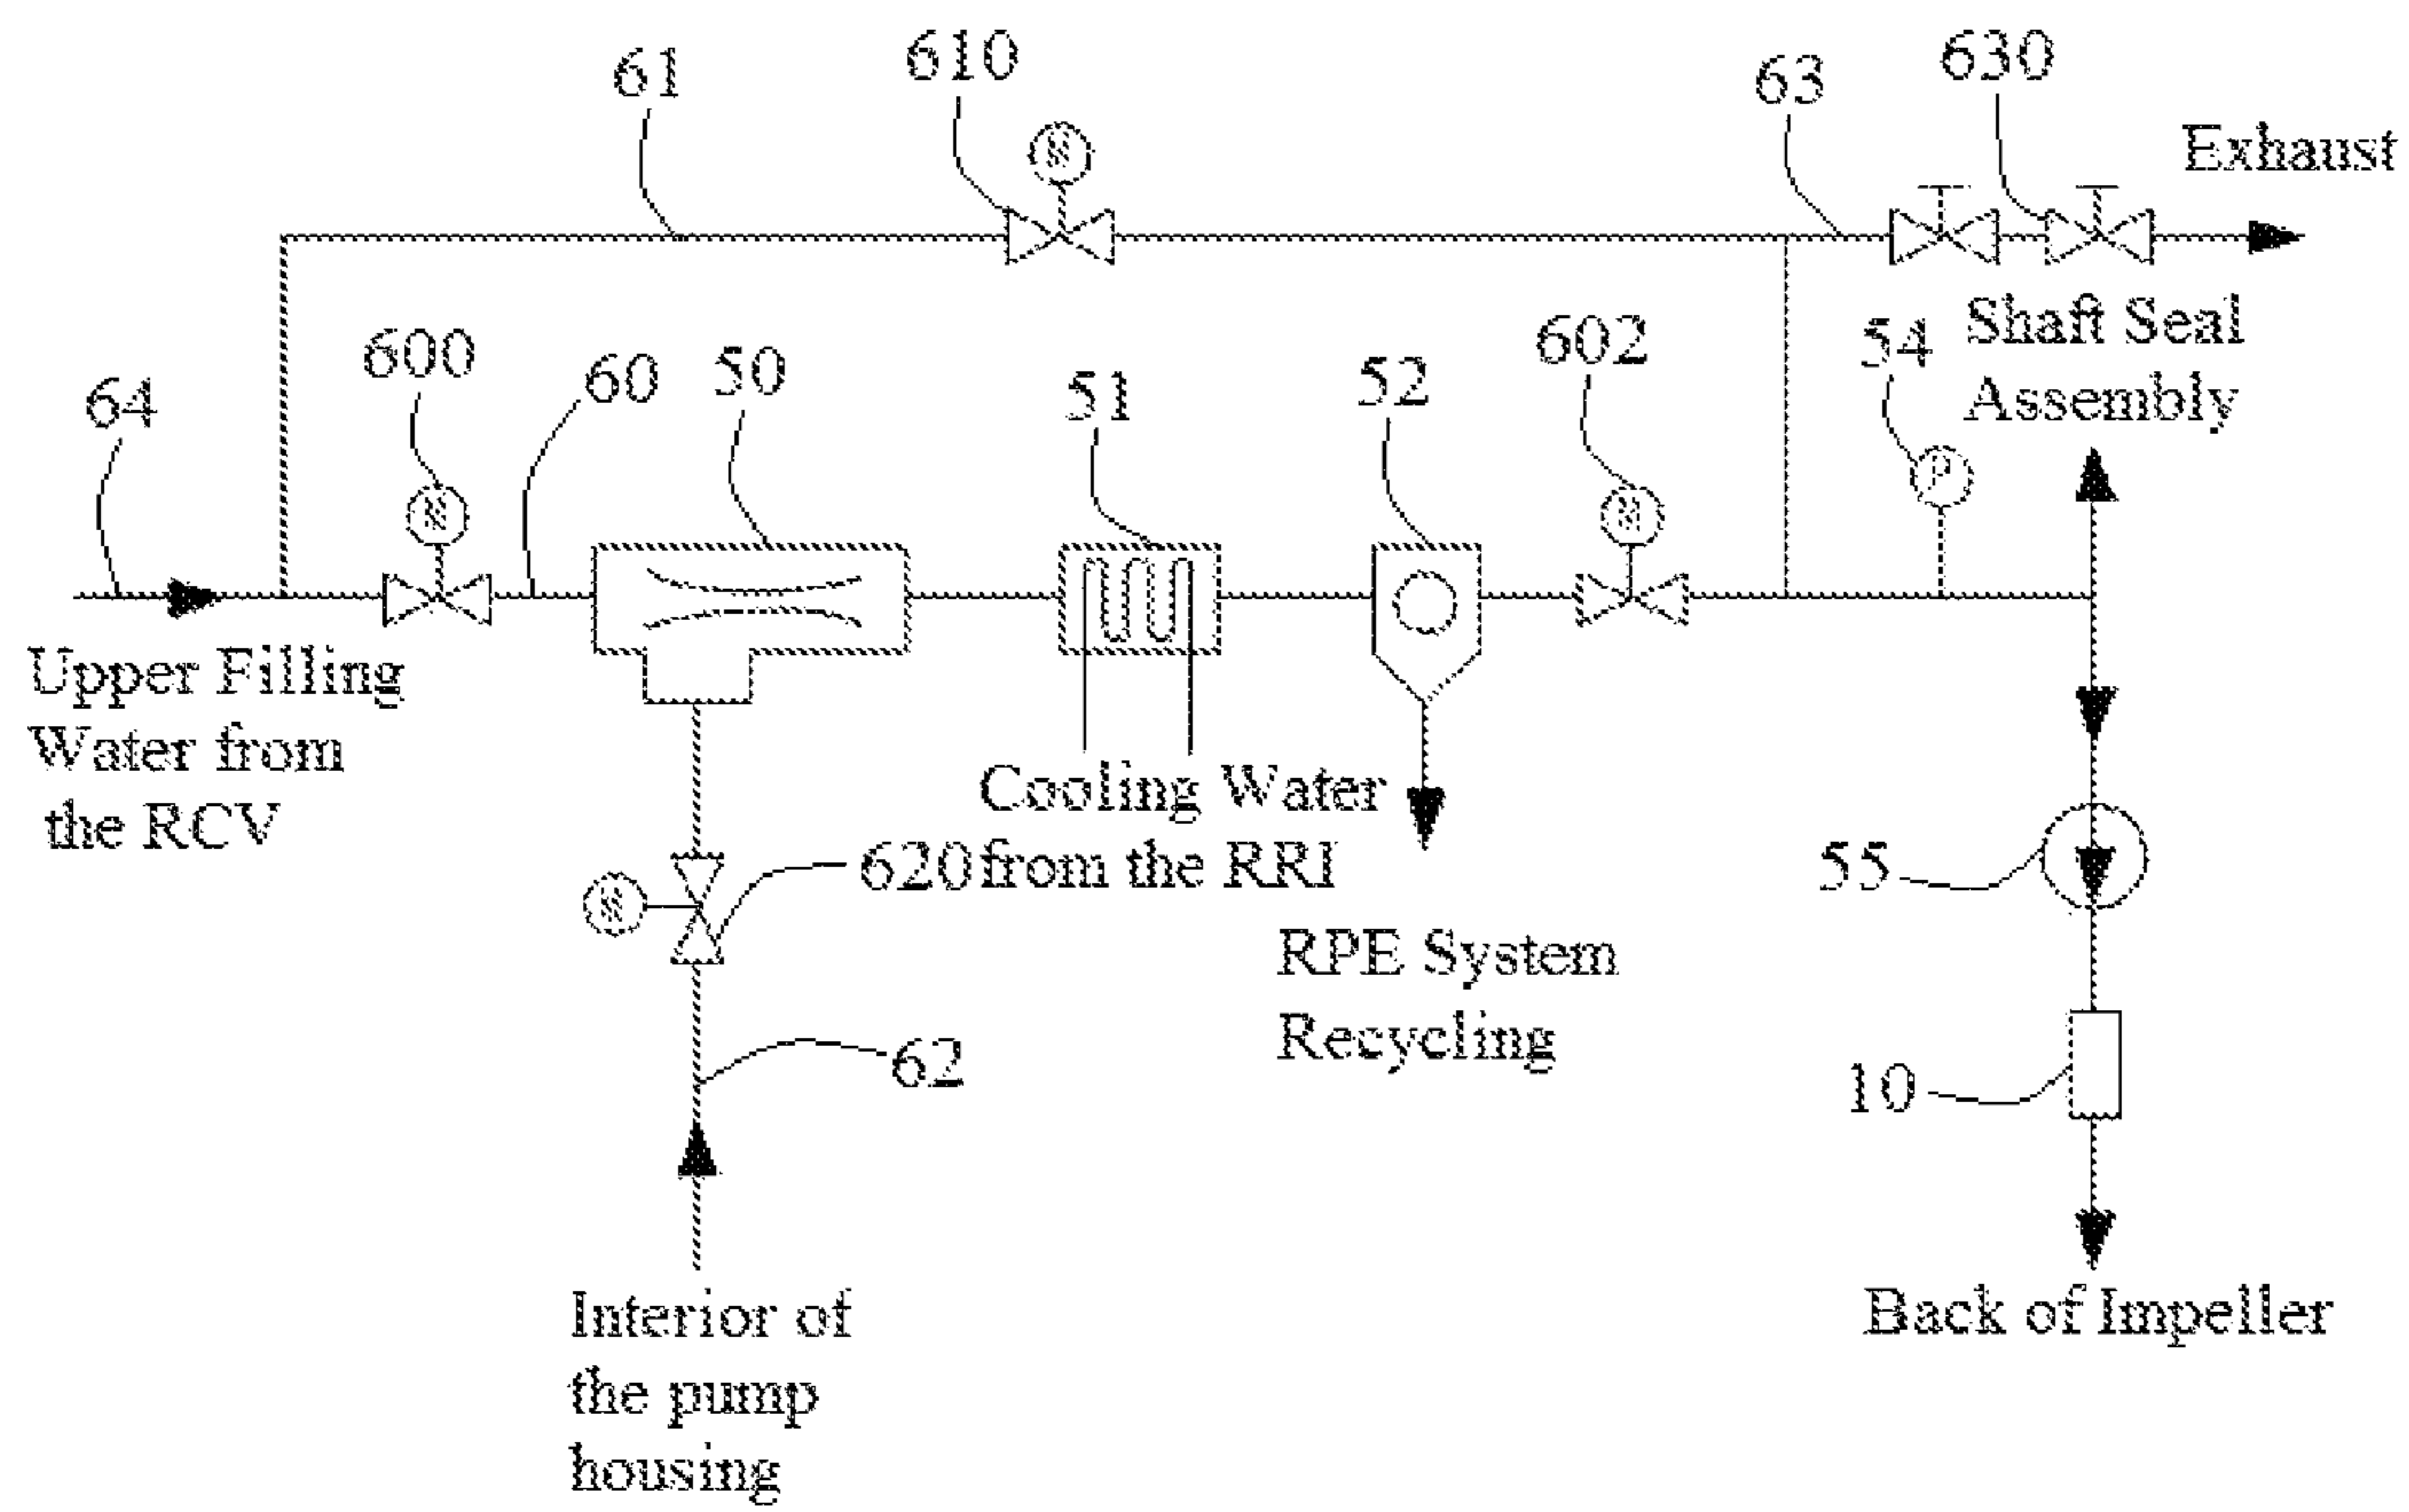 61
610
63
630
Exhaust
64
600
60
50
51
52
602
54
Shaft Seal
Assembly
P
Upper Filling
Water from
the RCV
Cooling Water
620 from the RRI
55
RPE System
Recycling
62
10
Interior of
the pump
housing
Back of Impeller